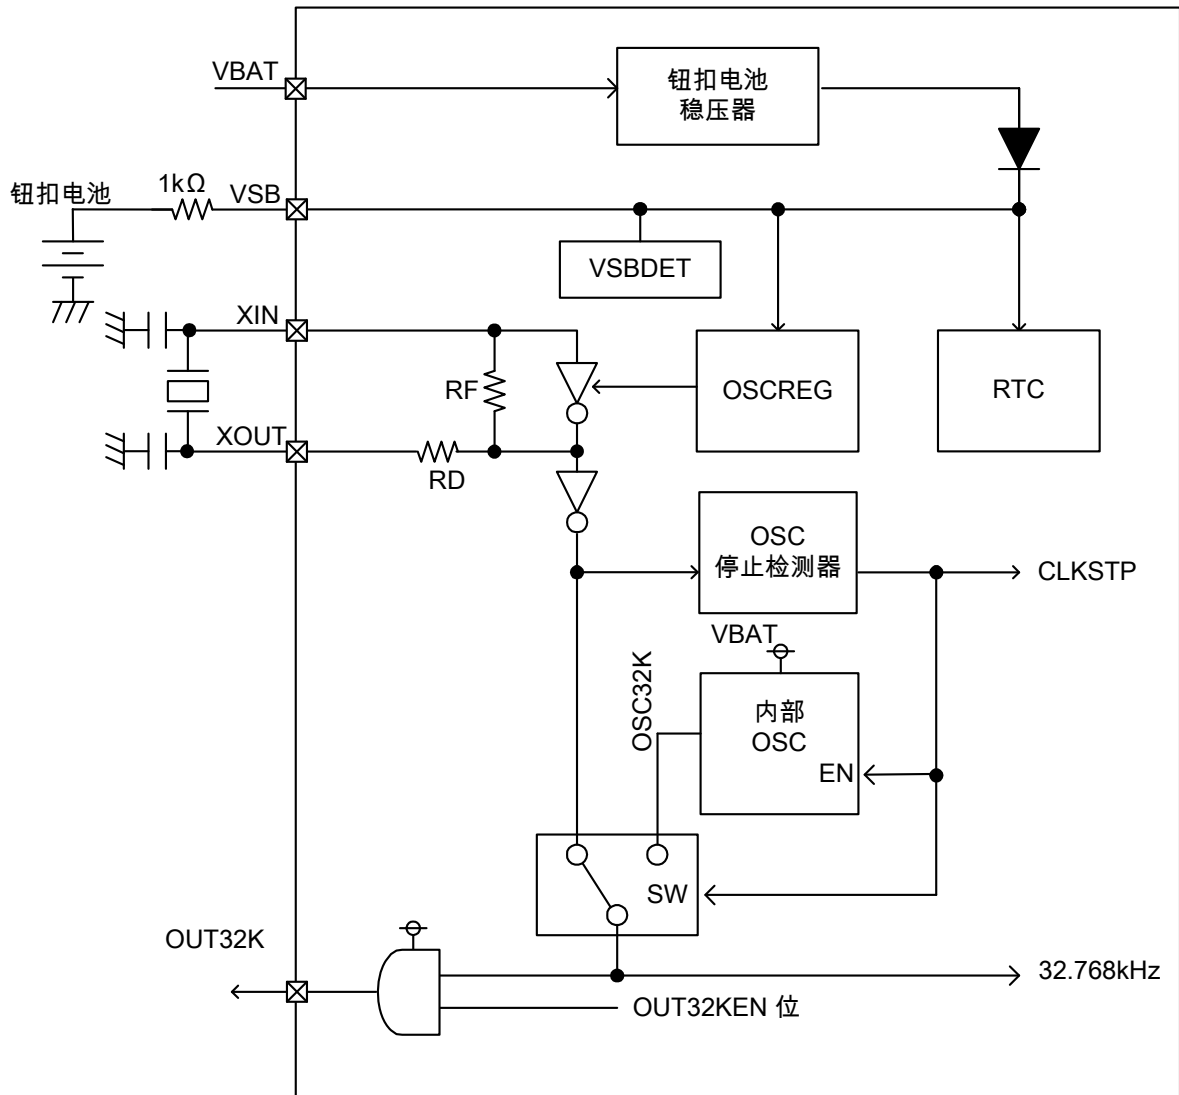 VBAT
钮扣电池
稳压器
钮扣电池
1kΩ
VSB
VSBDET
XIN
RF
OSCREG
RTC
XOUT
RD
OSC
停止检测器
CLKSTP
VBAT
OSC32K
内部
OSC
EN
SW
OUT32K
32.768kHz
OUT32KEN 位